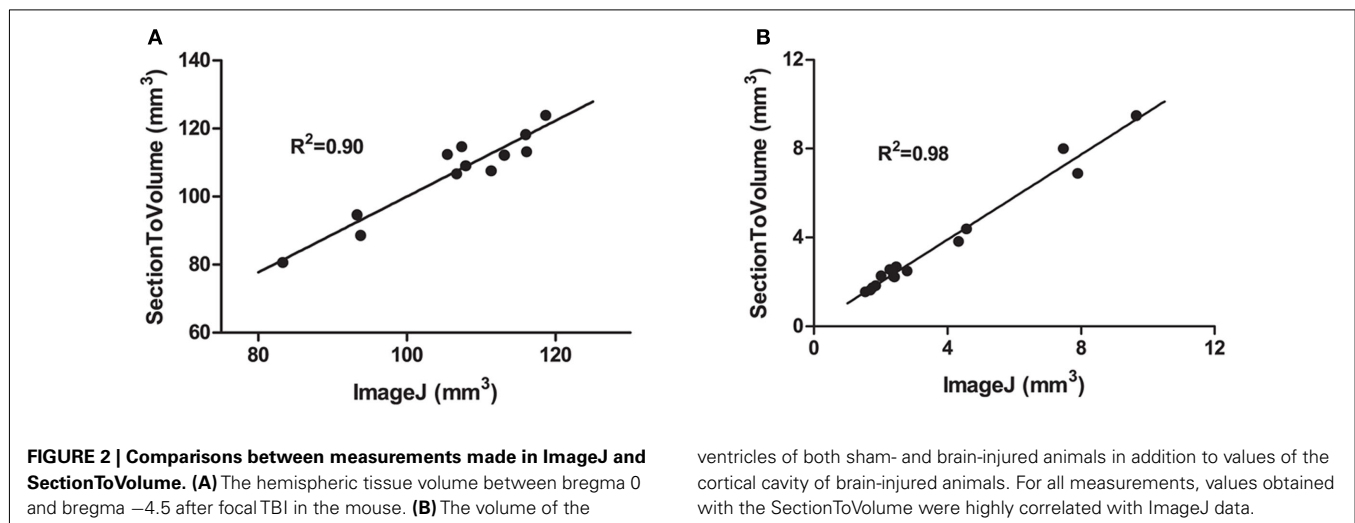 A
140
120
100
80
60
SectionToVolume (mm³)
R²=0.90
80 100 120
ImageJ (mm³)
B
12
8
4
0
SectionToVolume (mm³)
R²=0.98
0 4 8 12
ImageJ (mm³)
FIGURE 2 | Comparisons between measurements made in ImageJ and
SectionToVolume. (A) The hemispheric tissue volume between bregma 0
and bregma −4.5 after focal TBI in the mouse. (B) The volume of the
ventricles of both sham- and brain-injured animals in addition to values of the
cortical cavity of brain-injured animals. For all measurements, values obtained
with the SectionToVolume were highly correlated with ImageJ data.